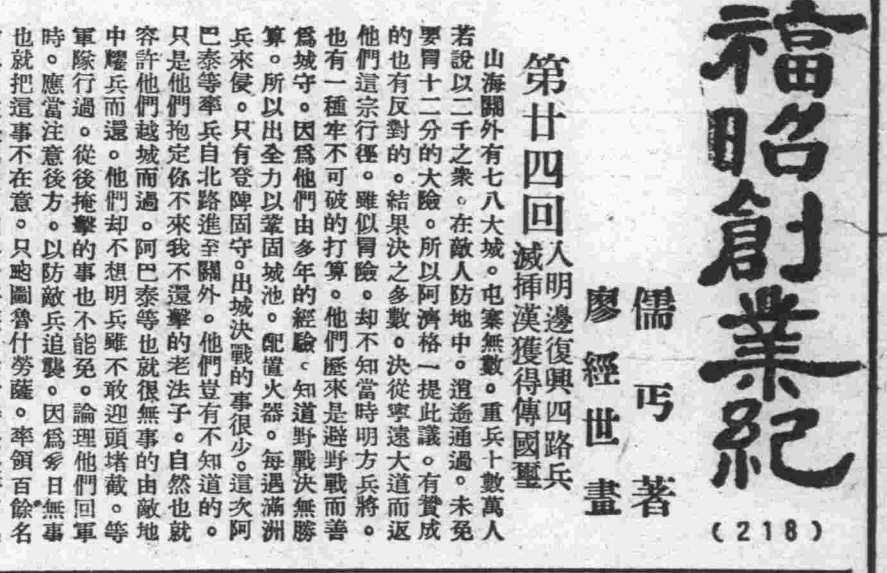 福昭創業紀
(218)
儒丐著
廖經世畫
第廿四回
入明邊復興四路兵
滅揷漢獲得傳國璽
山海關外有七八大城。屯寨無數。重兵十數萬人
若說以二千之衆。在敵人防地中。逍遙通過。未免
要冒十二分的大險。所以阿濟格一提此議。有贊成
的也有反對的。結果決之多數。決從寧遠大道而返
他們這宗行徑。雖似冒險。却不知當時明方兵將。
也有一種牢不可破的打算。他們歷來是避野戰而善
爲城守。因爲他們由多年的經驗。知道野戰決無勝
算。所以出全力以鞏固城池。配置火器。每遇滿洲
兵來侵。只有登陴固守。出城決戰的事很少。這次阿
巴泰等率兵自北路進至關外。他們豈有不知道的。
只是他們抱定你不來我不還擊的老法子。自然也就
容許他們越城而過。阿巴泰等也就很無事的由敵地
中耀兵而還。他們却不想明兵雖不敢迎頭堵截。等
軍隊行過。從後掩擊的事也不能免。論理他們回軍
時。應當注意後方。以防敵兵追襲。因爲多日無事
也就把這事不在意。只留圖魯什勞薩。率領百餘名